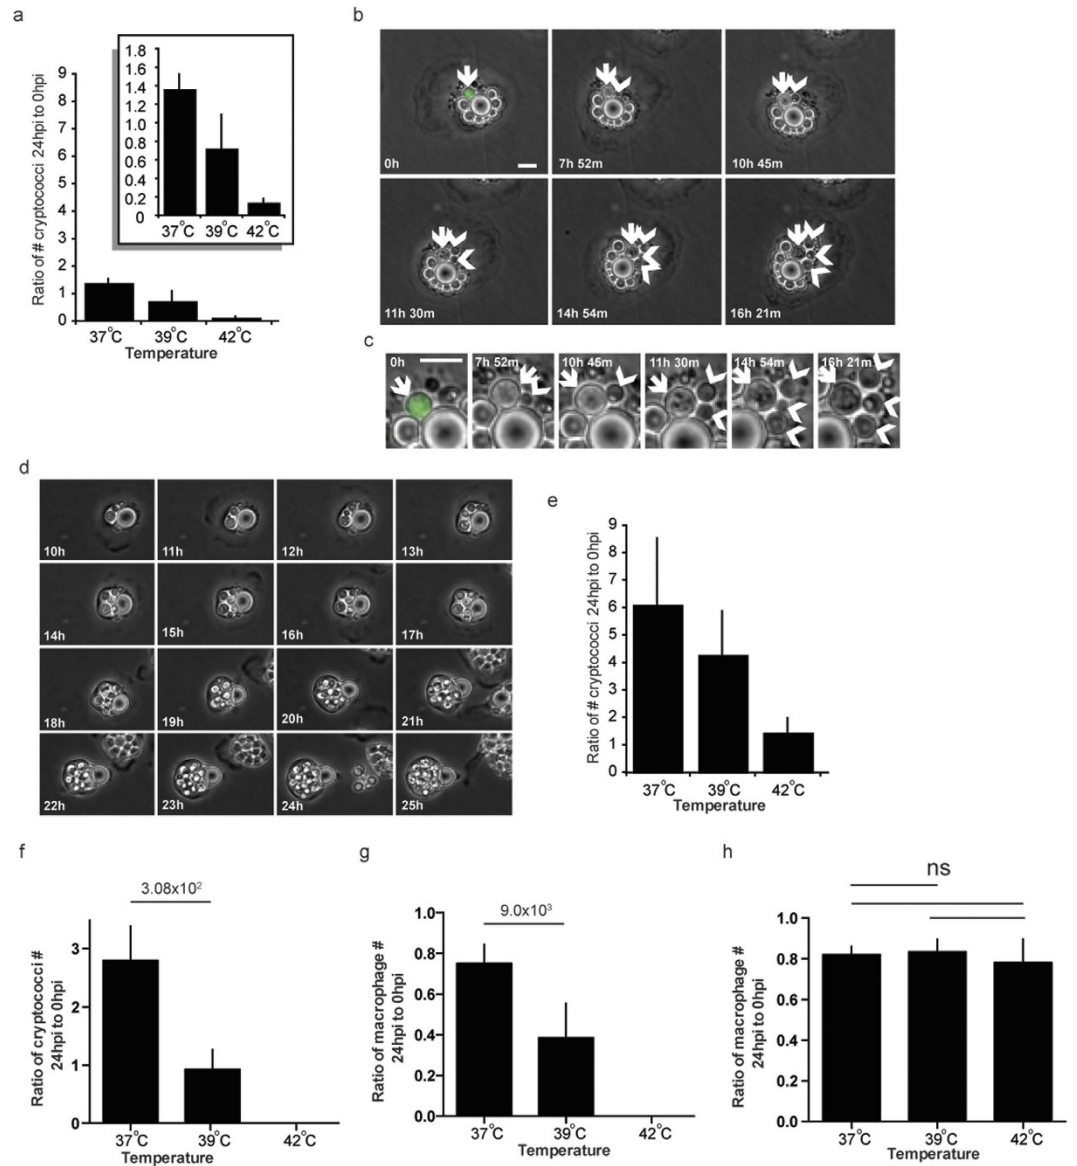 a
Ratio of # cryptococci 24hpi to 0hpi
9
8
7
6
5
4
3
2
1
0
37°C 39°C 42°C
Temperature
1.8
1.6
1.4
1.2
1.0
0.8
0.6
0.4
0.2
0
37°C 39°C 42°C
b
0h
7h 52m
10h 45m
11h 30m
14h 54m
16h 21m
c
0h
7h 52m
10h 45m
11h 30m
14h 54m
16h 21m
d
10h
11h
12h
13h
14h
15h
16h
17h
18h
19h
20h
21h
22h
23h
24h
25h
e
Ratio of # cryptococci 24hpi to 0hpi
9
8
7
6
5
4
3
2
1
0
37°C 39°C 42°C
Temperature
f
3.08x10²
Ratio of cryptococci #
24hpi to 0hpi
3
2
1
0
37°C 39°C 42°C
Temperature
g
9.0x10³
Ratio of macrophage #
24hpi to 0hpi
1.0
0.8
0.6
0.4
0.2
0.0
37°C 39°C 42°C
Temperature
h
ns
Ratio of macrophage #
24hpi to 0hpi
1.0
0.8
0.6
0.4
0.2
0.0
37°C 39°C 42°C
Temperature